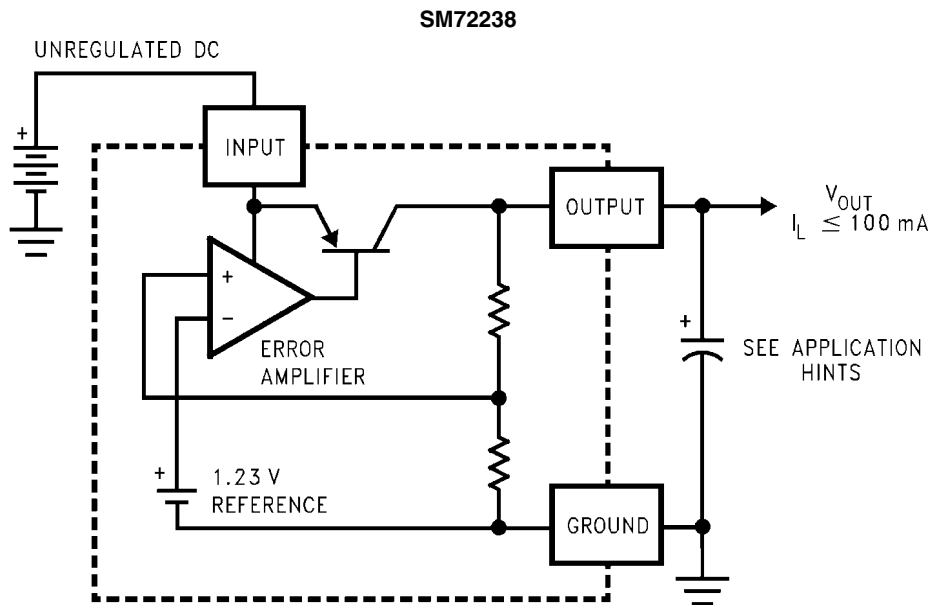 SM72238
UNREGULATED DC
+
INPUT
OUTPUT
V_OUT
I_L ≤ 100 mA
+
−
ERROR
AMPLIFIER
+
SEE APPLICATION
HINTS
+
1.23 V
REFERENCE
GROUND